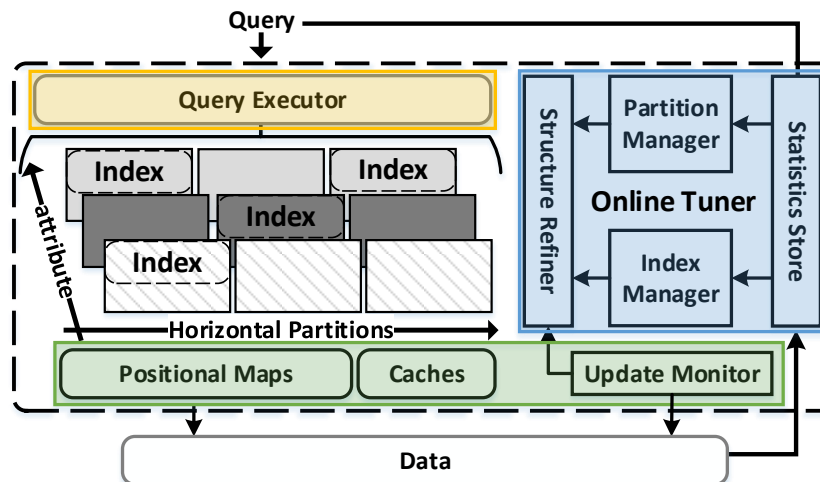 Query
Query Executor
Index
Index
Index
Index
attribute
Horizontal Partitions
Positional Maps
Caches
Update Monitor
Structure Refiner
Partition
Manager
Online Tuner
Index
Manager
Statistics Store
Data